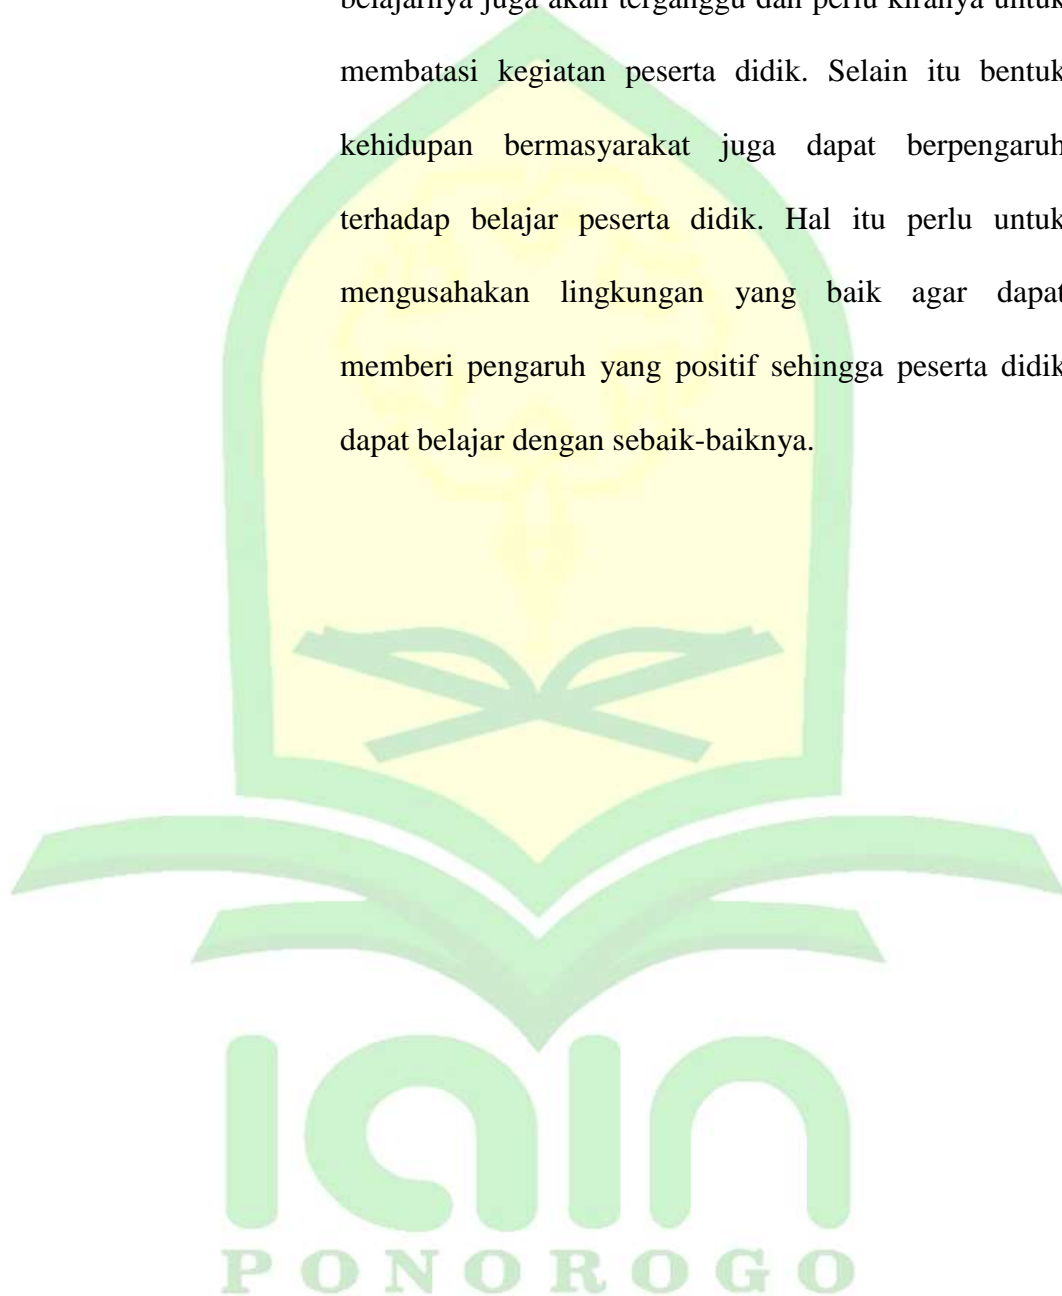 belajarnya juga akan terganggu dan perlu kiranya untuk
membatasi kegiatan peserta didik. Selain itu bentuk
kehidupan bermasyarakat juga dapat berpengaruh
terhadap belajar peserta didik. Hal itu perlu untuk
mengusahakan lingkungan yang baik agar dapat
memberi pengaruh yang positif sehingga peserta didik
dapat belajar dengan sebaik-baiknya.
iain
PONOROGO